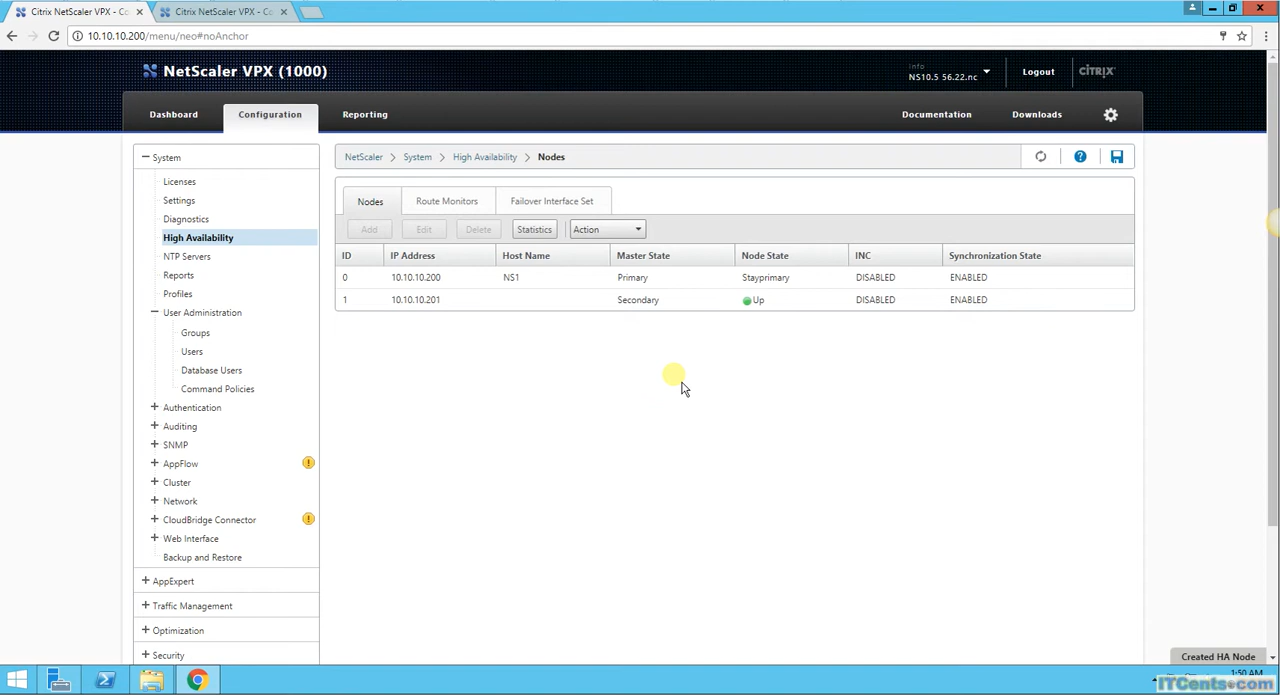 Citrix NetScaler VPX - Co
Citrix NetScaler VPX - Co
10.10.10.200/menu/neo#noAnchor
NetScaler VPX (1000)
Info
NS10.5 56.22.nc
Logout
CITRIX
Dashboard
Configuration
Reporting
Documentation
Downloads
System
Licenses
Settings
Diagnostics
High Availability
NTP Servers
Reports
Profiles
User Administration
Groups
Users
Database Users
Command Policies
Authentication
Auditing
SNMP
AppFlow
Cluster
Network
CloudBridge Connector
Web Interface
Backup and Restore
AppExpert
Traffic Management
Optimization
Security
NetScaler > System > High Availability > Nodes
Nodes
Route Monitors
Failover Interface Set
Add
Edit
Delete
Statistics
Action
ID IP Address Host Name Master State Node State INC Synchronization State
0 10.10.10.200 NS1 Primary Stayprimary DISABLED ENABLED
1 10.10.10.201 Secondary Up DISABLED ENABLED
Created HA Node
1:50 AM
ITCents.com